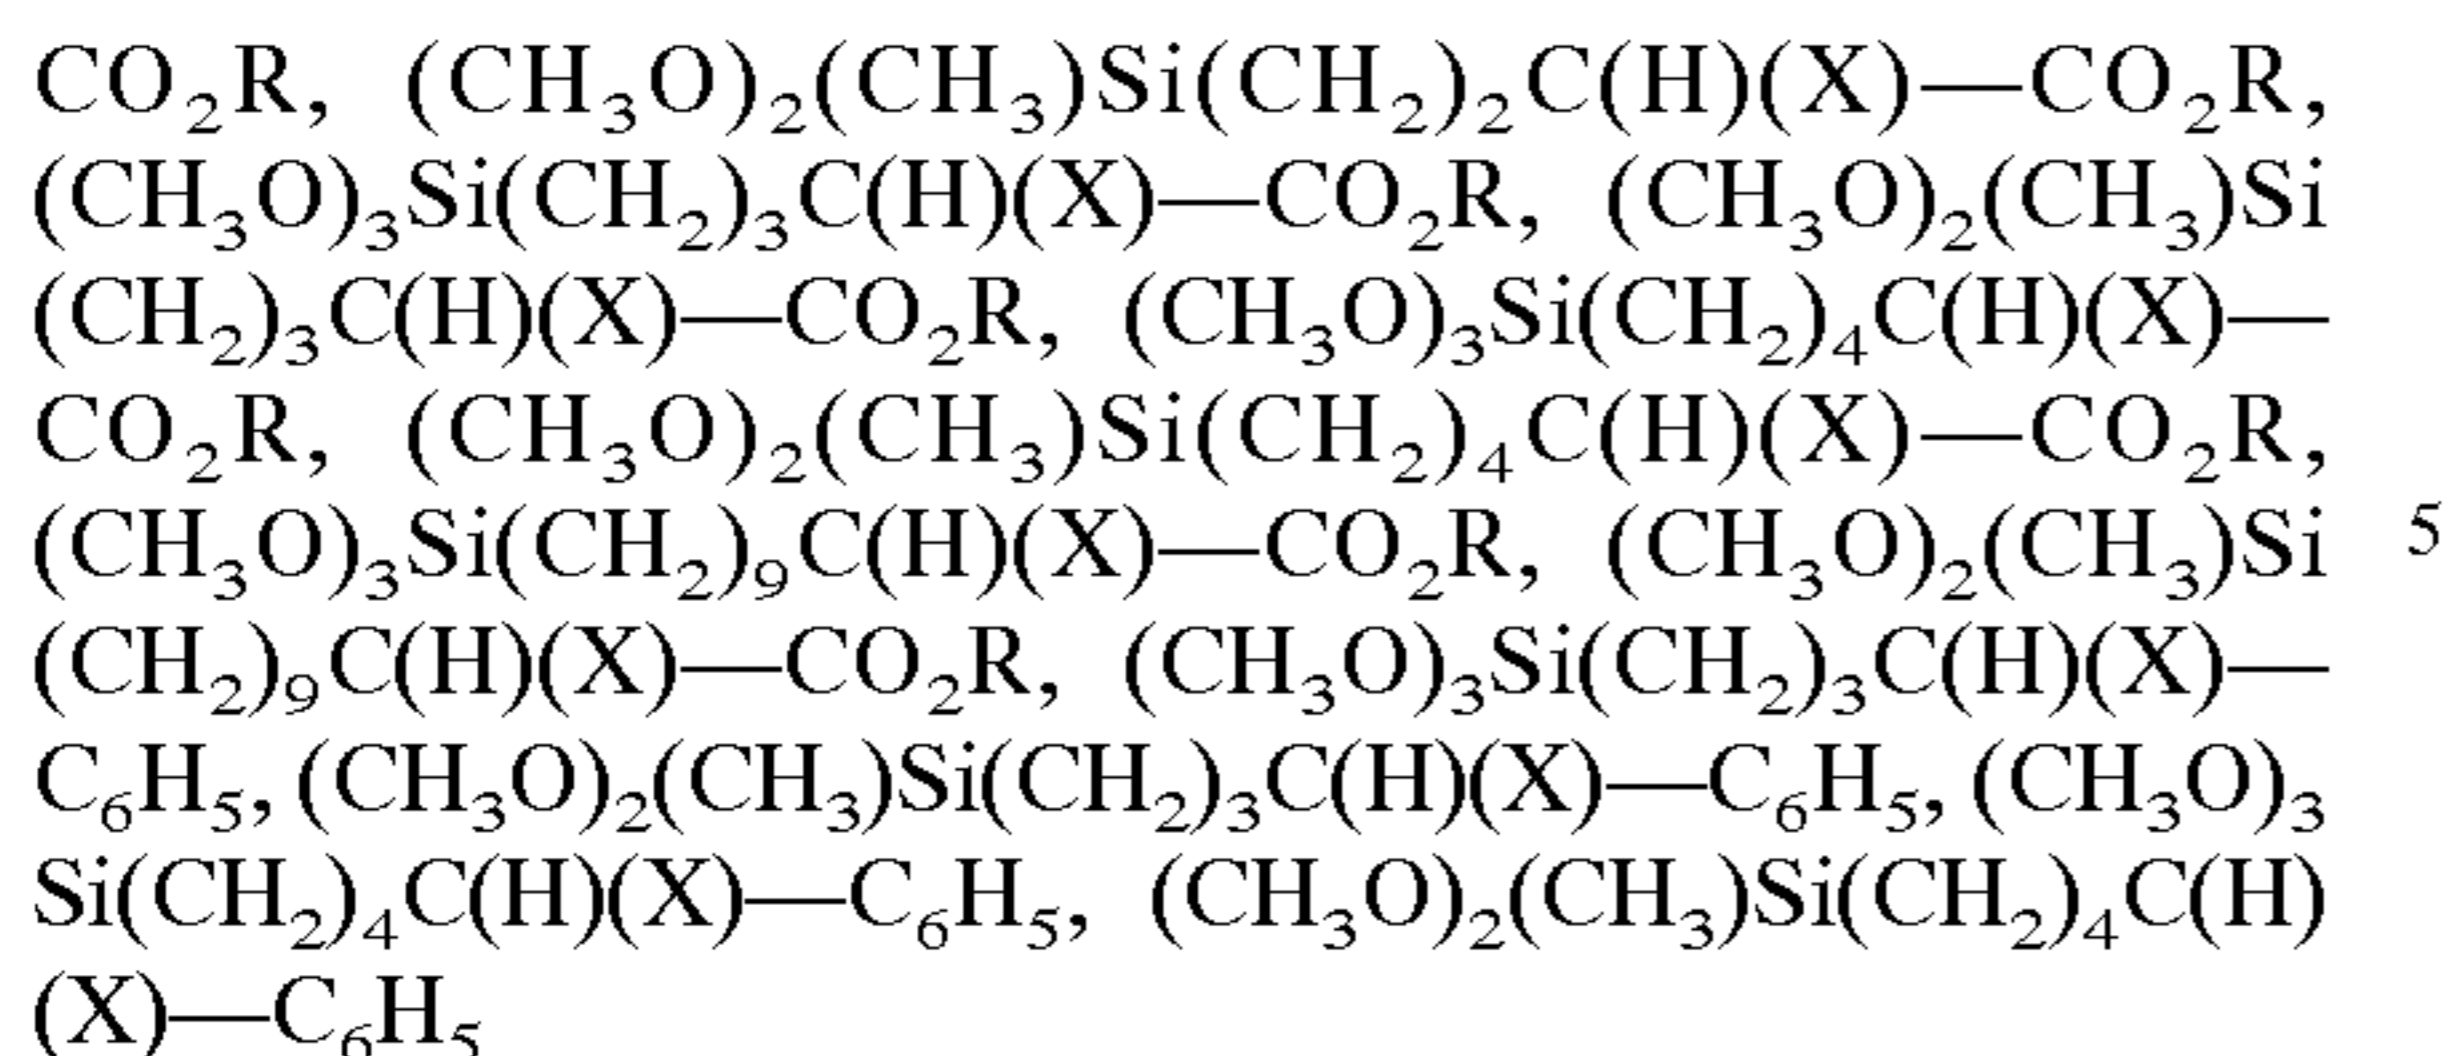 CO₂R, (CH₃O)₂(CH₃)Si(CH₂)₂C(H)(X)—CO₂R,
(CH₃O)₃Si(CH₂)₃C(H)(X)—CO₂R, (CH₃O)₂(CH₃)Si
(CH₂)₃C(H)(X)—CO₂R, (CH₃O)₃Si(CH₂)₄C(H)(X)—
CO₂R, (CH₃O)₂(CH₃)Si(CH₂)₄C(H)(X)—CO₂R,
(CH₃O)₃Si(CH₂)₉C(H)(X)—CO₂R, (CH₃O)₂(CH₃)Si 5
(CH₂)₉C(H)(X)—CO₂R, (CH₃O)₃Si(CH₂)₃C(H)(X)—
C₆H₅, (CH₃O)₂(CH₃)Si(CH₂)₃C(H)(X)—C₆H₅, (CH₃O)₃
Si(CH₂)₄C(H)(X)—C₆H₅, (CH₃O)₂(CH₃)Si(CH₂)₄C(H)
(X)—C₆H₅